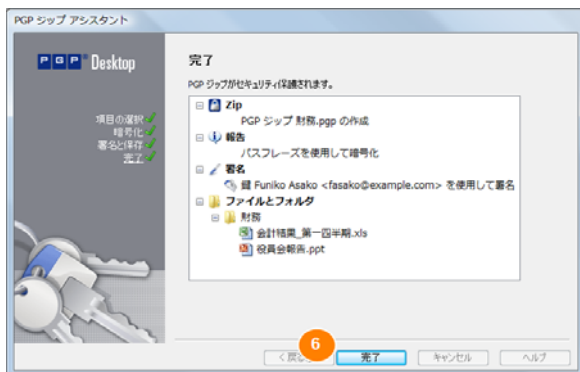 PGP ジップ アシスタント
PGP Desktop
項目の選択
暗号化
署名と保存
完了
完了
PGP ジップがセキュリティ保護されます。
Zip
PGP ジップ 財務.pgp の作成
報告
パスフレーズを使用して暗号化
署名
Funiko Asako <fasako@example.com> を使用して署名
ファイルとフォルダ
財務
会計結果_第一四半期.xls
役員会報告.ppt
6
< 戻
完了
キャンセル
ヘルプ